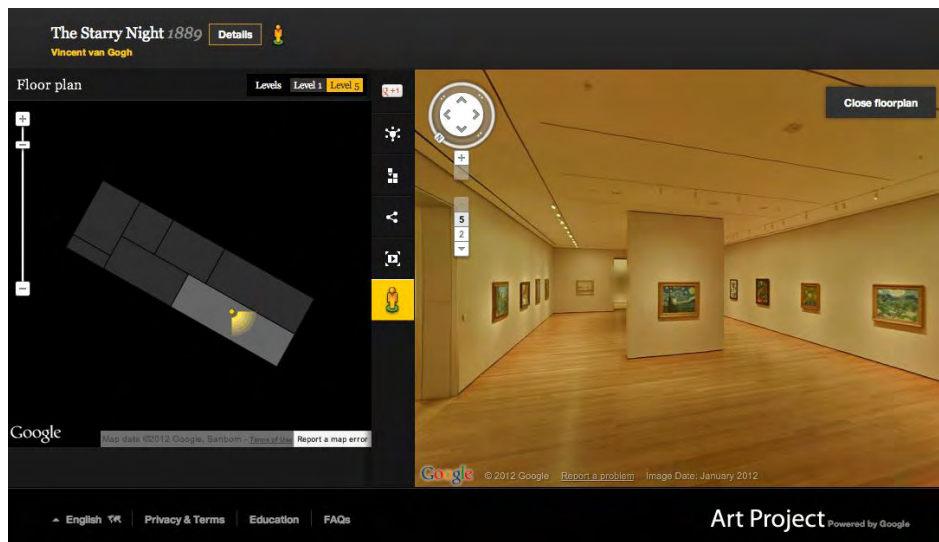 The Starry Night 1889 Details
Vincent van Gogh
Floor plan
Levels Level 1 Level 5
g +1
Close floorplan
N
5
2
Google
Map data ©2012 Google, Sanborn - Terms of Use
Report a map error
Google © 2012 Google Report a problem Image Date: January 2012
English Privacy & Terms Education FAQs
Art Project Powered by Google